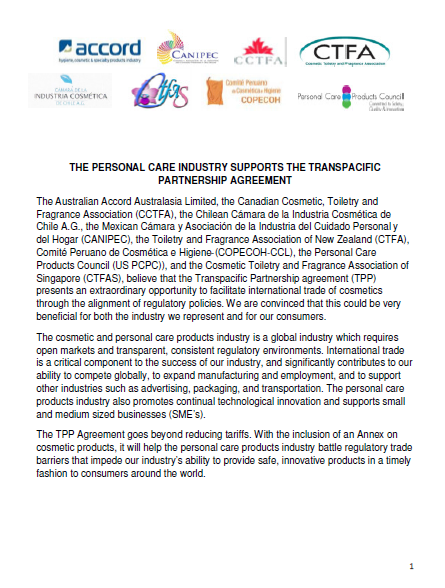 accord
hygiene, cosmetic & specialty products industry
CANIPEC
CCTFA
CTFA
Cosmetic Toiletry and Fragrance Association
CÁMARA DE LA
INDUSTRIA COSMÉTICA
DE CHILE A.G.
ctfas
Comité Peruano
de Cosmética e Higiene
COPECOH
Personal Care Products Council
Committed to Safety,
Quality & Innovation
THE PERSONAL CARE INDUSTRY SUPPORTS THE TRANSPACIFIC
PARTNERSHIP AGREEMENT
The Australian Accord Australasia Limited, the Canadian Cosmetic, Toiletry and
Fragrance Association (CCTFA), the Chilean Cámara de la Industria Cosmética de
Chile A.G., the Mexican Cámara y Asociación de la Industria del Cuidado Personal y
del Hogar (CANIPEC), the Toiletry and Fragrance Association of New Zealand (CTFA),
Comité Peruano de Cosmética e Higiene-(COPECOH-CCL), the Personal Care
Products Council (US PCPC)), and the Cosmetic Toiletry and Fragrance Association of
Singapore (CTFAS), believe that the Transpacific Partnership agreement (TPP)
presents an extraordinary opportunity to facilitate international trade of cosmetics
through the alignment of regulatory policies. We are convinced that this could be very
beneficial for both the industry we represent and for our consumers.
The cosmetic and personal care products industry is a global industry which requires
open markets and transparent, consistent regulatory environments. International trade
is a critical component to the success of our industry, and significantly contributes to our
ability to compete globally, to expand manufacturing and employment, and to support
other industries such as advertising, packaging, and transportation. The personal care
products industry also promotes continual technological innovation and supports small
and medium sized businesses (SME's).
The TPP Agreement goes beyond reducing tariffs. With the inclusion of an Annex on
cosmetic products, it will help the personal care products industry battle regulatory trade
barriers that impede our industry's ability to provide safe, innovative products in a timely
fashion to consumers around the world.
1